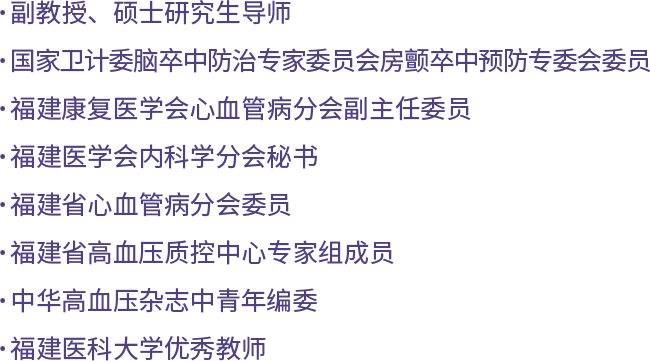 ·副教授、硕士研究生导师
·国家卫计委脑卒中防治专家委员会房颤卒中预防专委会委员
·福建康复医学会心血管病分会副主任委员
·福建医学会内科学分会秘书
·福建省心血管病分会委员
·福建省高血压质控中心专家组成员
·中华高血压杂志中青年编委
·福建医科大学优秀教师